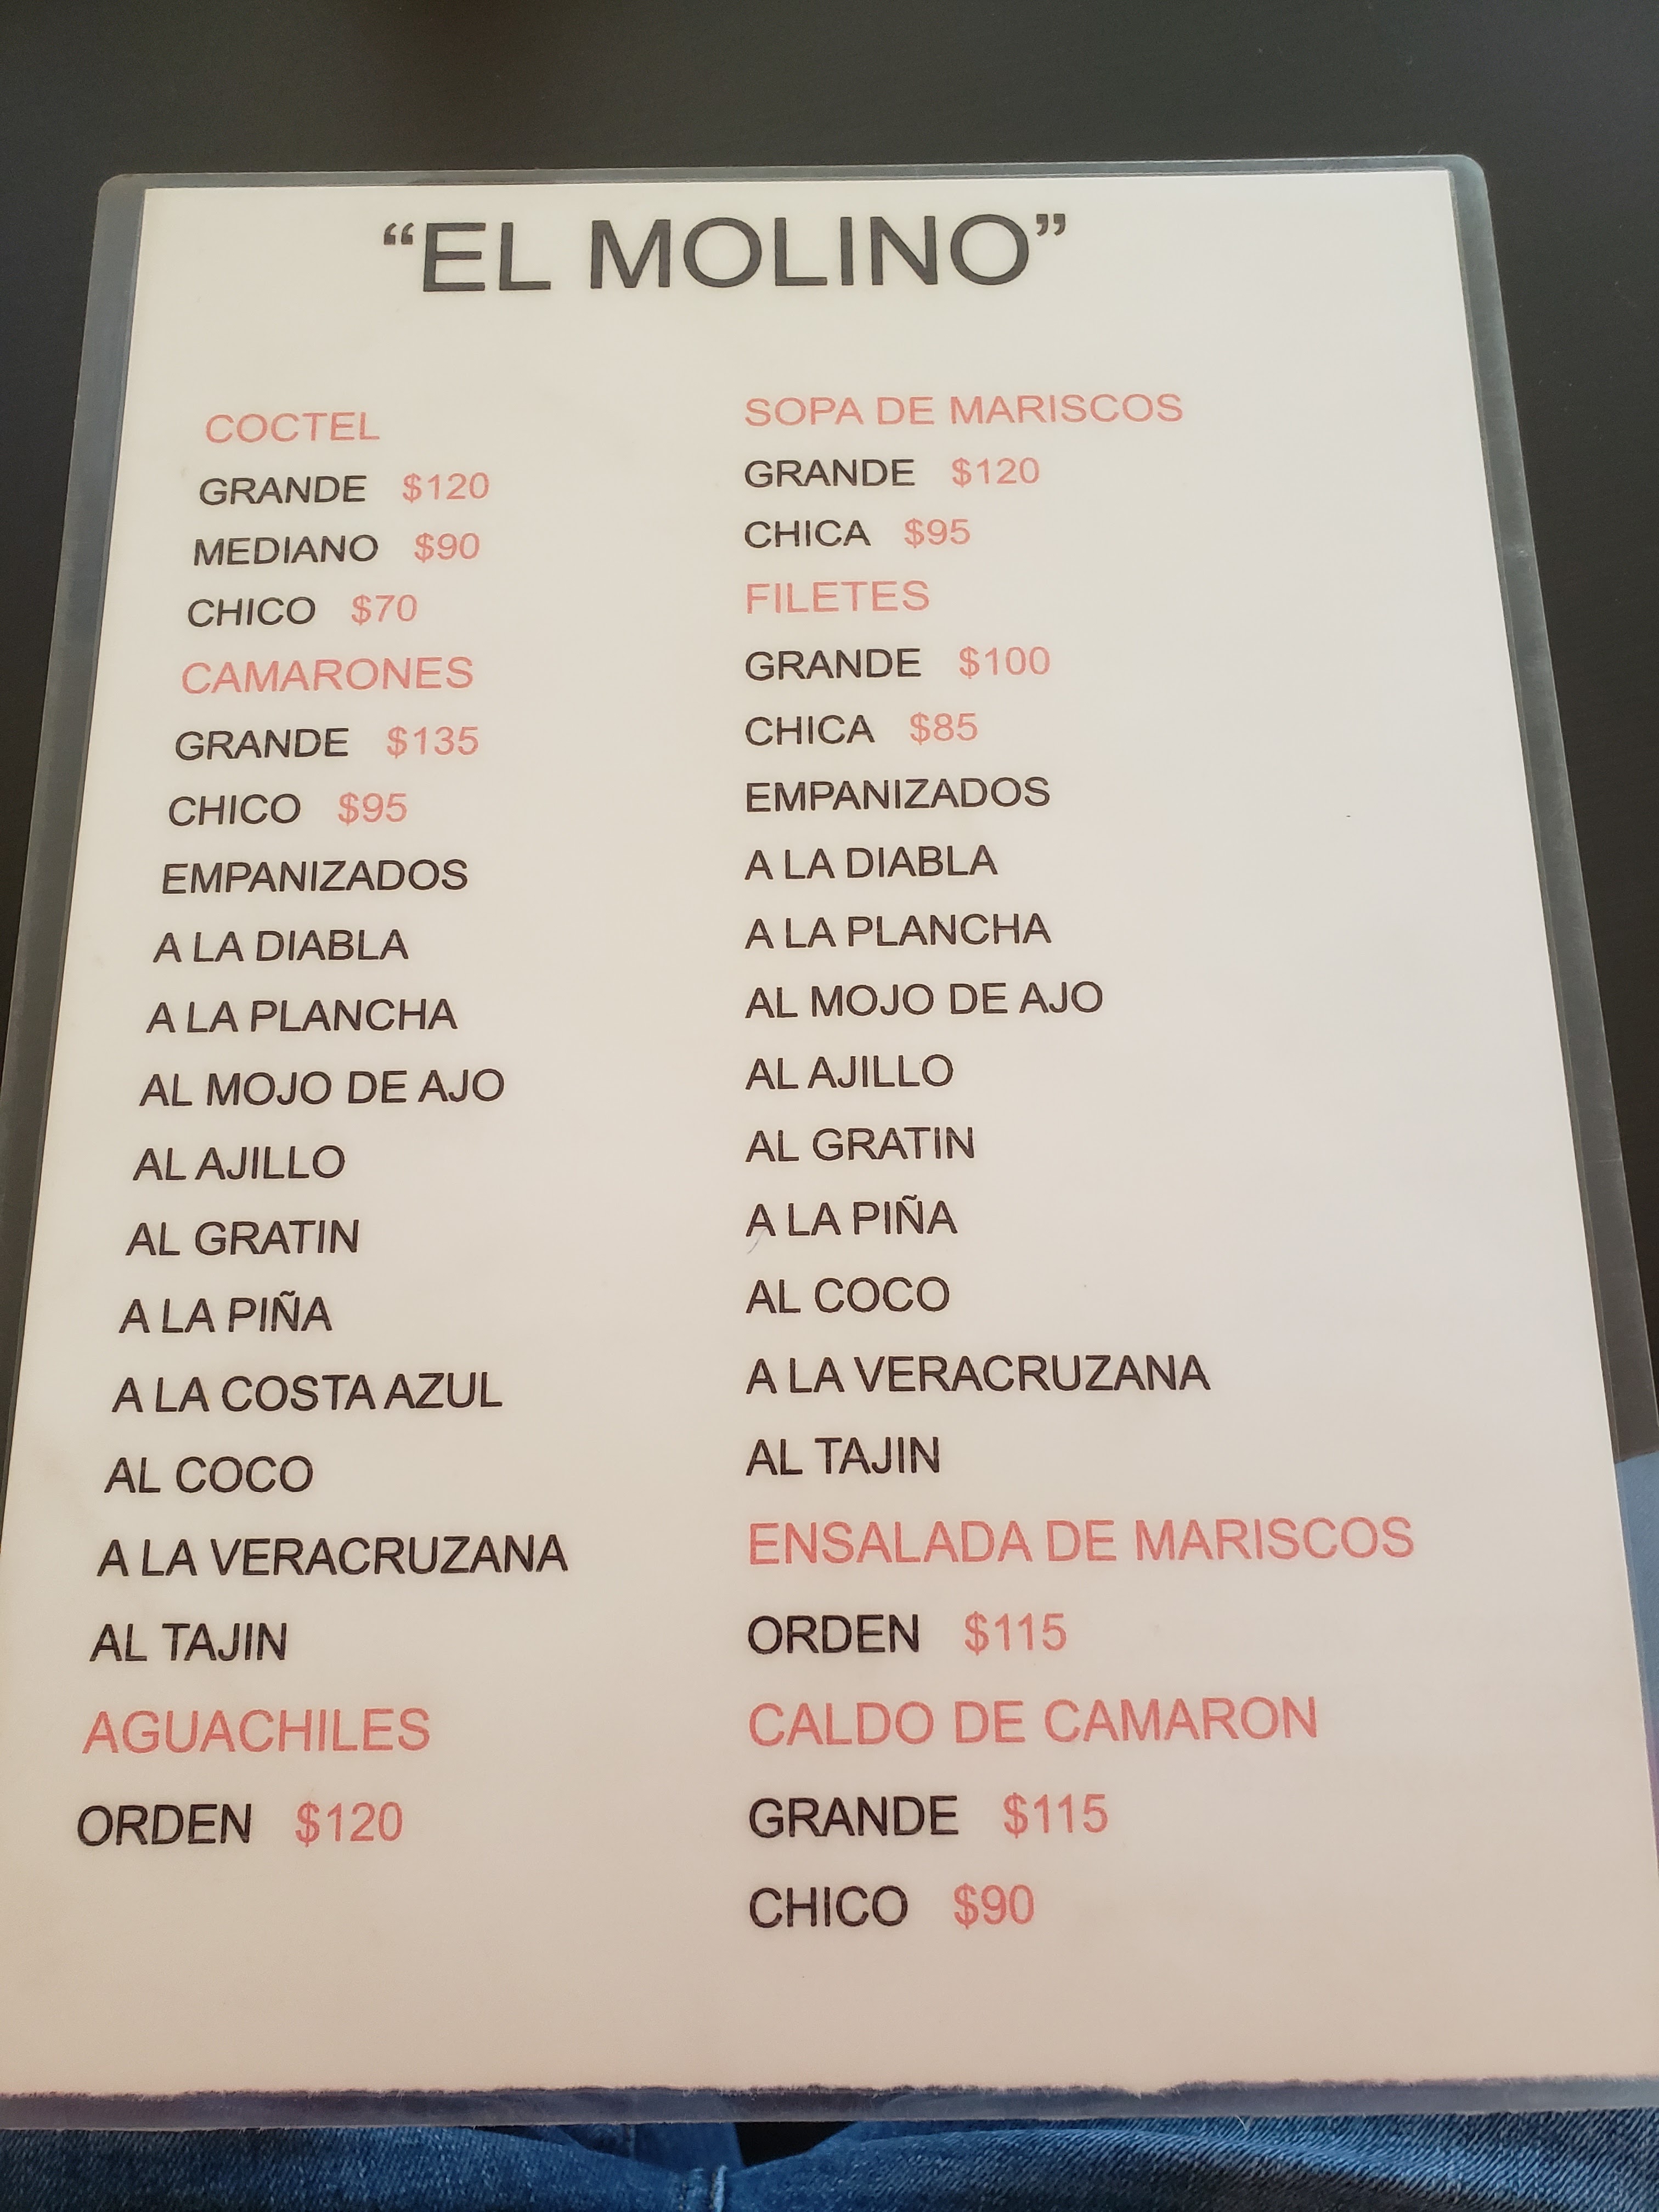 “EL MOLINO”
COCTEL
GRANDE $120
MEDIANO $90
CHICO $70
CAMARONES
GRANDE $135
CHICO $95
EMPANIZADOS
A LA DIABLA
A LA PLANCHA
AL MOJO DE AJO
AL AJILLO
AL GRATIN
A LA PIÑA
A LA COSTA AZUL
AL COCO
A LA VERACRUZANA
AL TAJIN
AGUACHILES
ORDEN $120
SOPA DE MARISCOS
GRANDE $120
CHICA $95
FILETES
GRANDE $100
CHICA $85
EMPANIZADOS
A LA DIABLA
A LA PLANCHA
AL MOJO DE AJO
AL AJILLO
AL GRATIN
A LA PIÑA
AL COCO
A LA VERACRUZANA
AL TAJIN
ENSALADA DE MARISCOS
ORDEN $115
CALDO DE CAMARON
GRANDE $115
CHICO $90